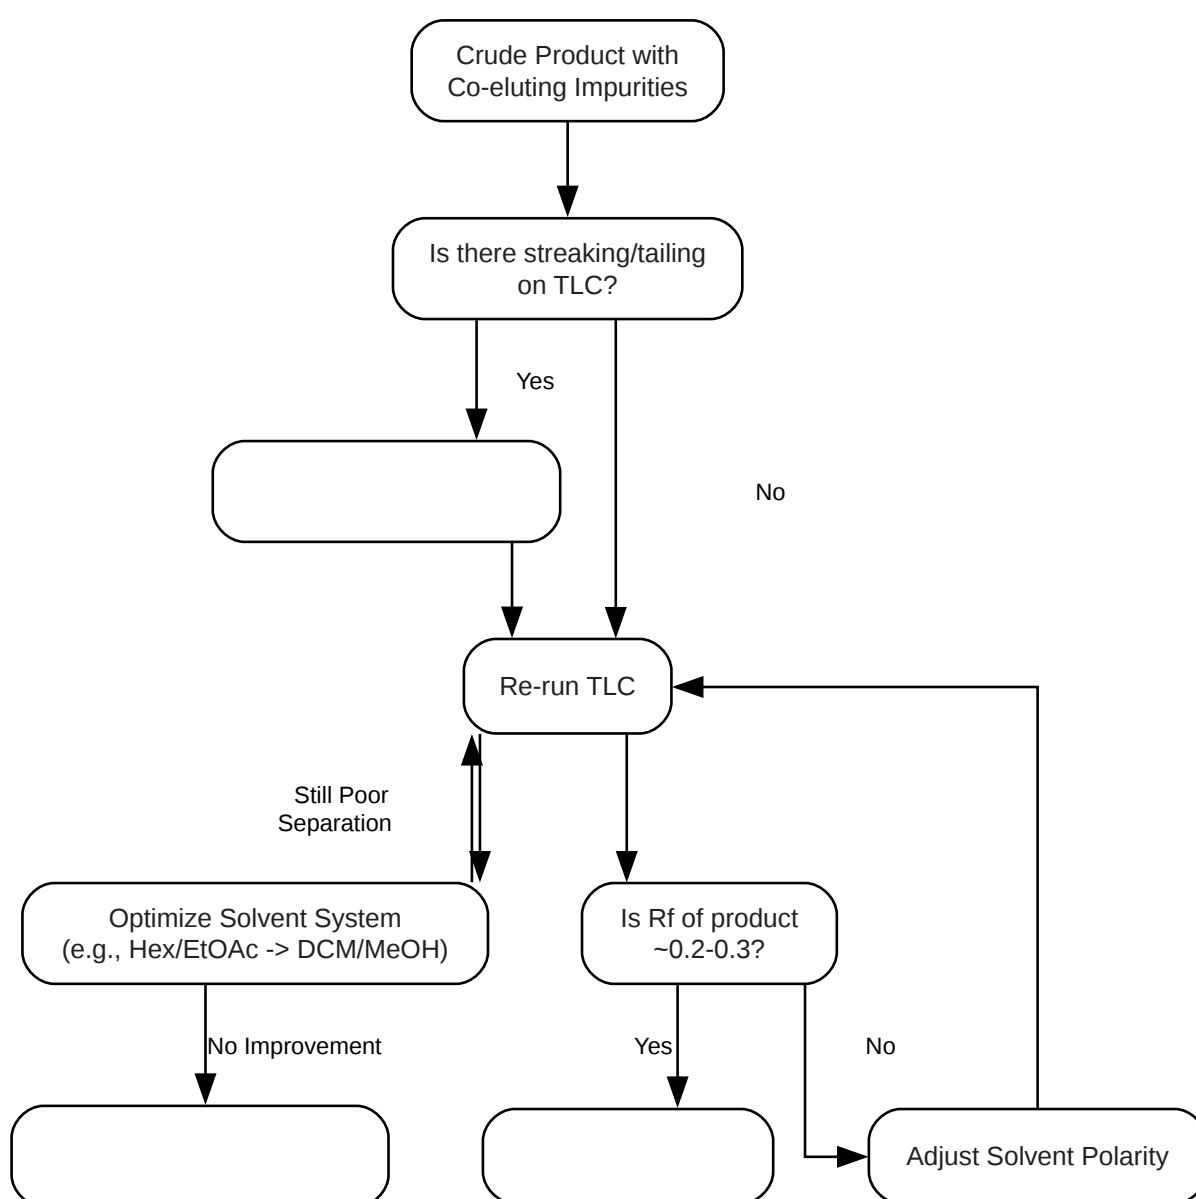 Crude Product with
Co-eluting Impurities
Is there streaking/tailing
on TLC?
Yes
No
Re-run TLC
Still Poor
Separation
Optimize Solvent System
(e.g., Hex/EtOAc -> DCM/MeOH)
Is Rf of product
~0.2-0.3?
No Improvement
Yes
No
Adjust Solvent Polarity